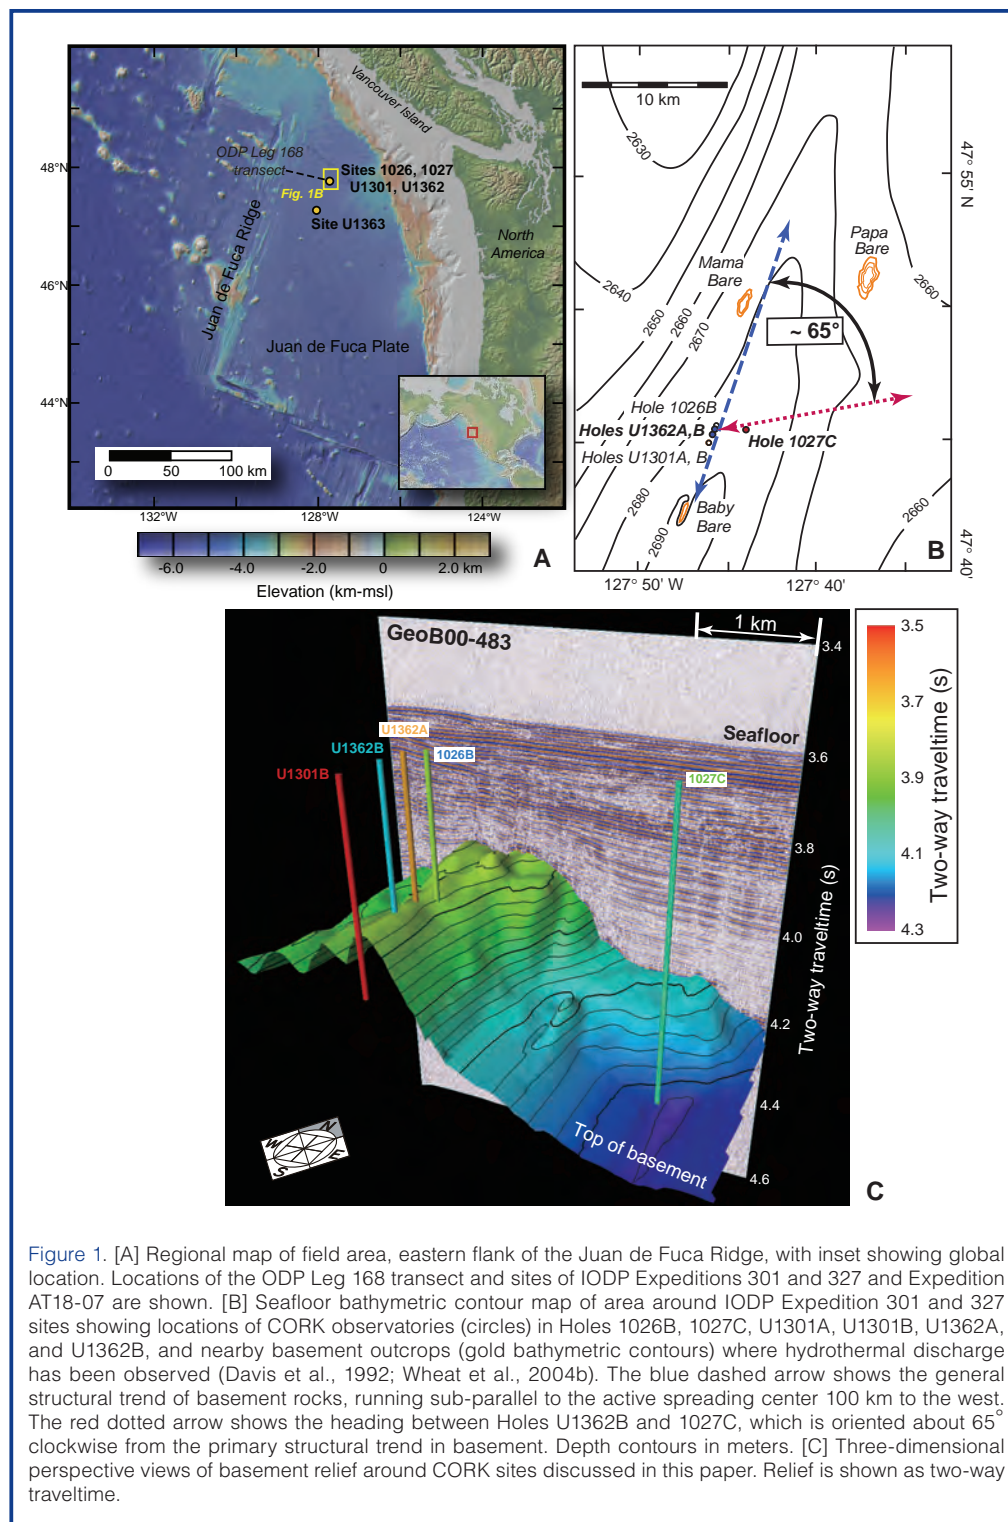 Vancouver Island
ODP Leg 168
transect
Sites 1026, 1027
U1301, U1362
Fig. 1B
Site U1363
North
America
Juan de Fuca Ridge
Juan de Fuca Plate
48°N
46°N
44°N
0 50 100 km
132°W 128°W 124°W
-6.0 -4.0 -2.0 0 2.0 km
Elevation (km-msl)
A
10 km
2630
2640
2650
2660
2670
2680
2690
2660
2660
47° 55' N
47° 40'
127° 50' W 127° 40'
Mama
Bare
Papa
Bare
~ 65°
Hole 1026B
Holes U1362A,B
Holes U1301A, B
Hole 1027C
Baby
Bare
B
GeoB00-483
1 km
Seafloor
U1362A
U1362B
1026B
U1301B
1027C
3.4
3.6
3.8
4.0
4.2
4.4
4.6
Two-way traveltime (s)
Top of basement
N
W
E
S
3.5
3.7
3.9
4.1
4.3
Two-way traveltime (s)
C
Figure 1. [A] Regional map of field area, eastern flank of the Juan de Fuca Ridge, with inset showing global
location. Locations of the ODP Leg 168 transect and sites of IODP Expeditions 301 and 327 and Expedition
AT18-07 are shown. [B] Seafloor bathymetric contour map of area around IODP Expedition 301 and 327
sites showing locations of CORK observatories (circles) in Holes 1026B, 1027C, U1301A, U1301B, U1362A,
and U1362B, and nearby basement outcrops (gold bathymetric contours) where hydrothermal discharge
has been observed (Davis et al., 1992; Wheat et al., 2004b). The blue dashed arrow shows the general
structural trend of basement rocks, running sub-parallel to the active spreading center 100 km to the west.
The red dotted arrow shows the heading between Holes U1362B and 1027C, which is oriented about 65°
clockwise from the primary structural trend in basement. Depth contours in meters. [C] Three-dimensional
perspective views of basement relief around CORK sites discussed in this paper. Relief is shown as two-way
traveltime.